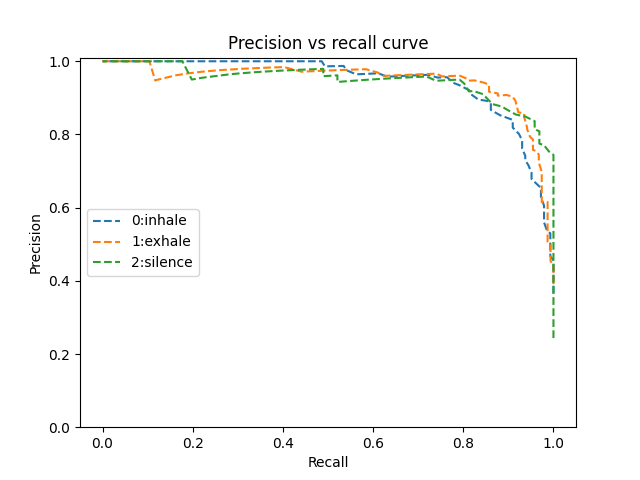 Precision vs recall curve
1.0
0.8
0.6
0.4
0.2
0.0
Precision
0:inhale
1:exhale
2:silence
0.0 0.2 0.4 0.6 0.8 1.0
Recall